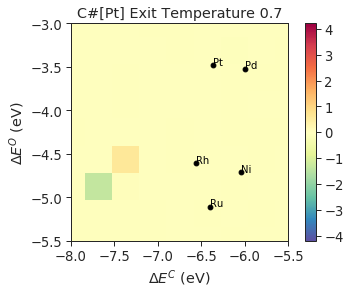 C#[Pt] Exit Temperature 0.7
−3.0
−3.5
−4.0
−4.5
−5.0
−5.5
ΔE^O (eV)
Pt
Pd
Rh
Ni
Ru
−8.0 −7.5 −7.0 −6.5 −6.0 −5.5
ΔE^C (eV)
4
3
2
1
0
−1
−2
−3
−4